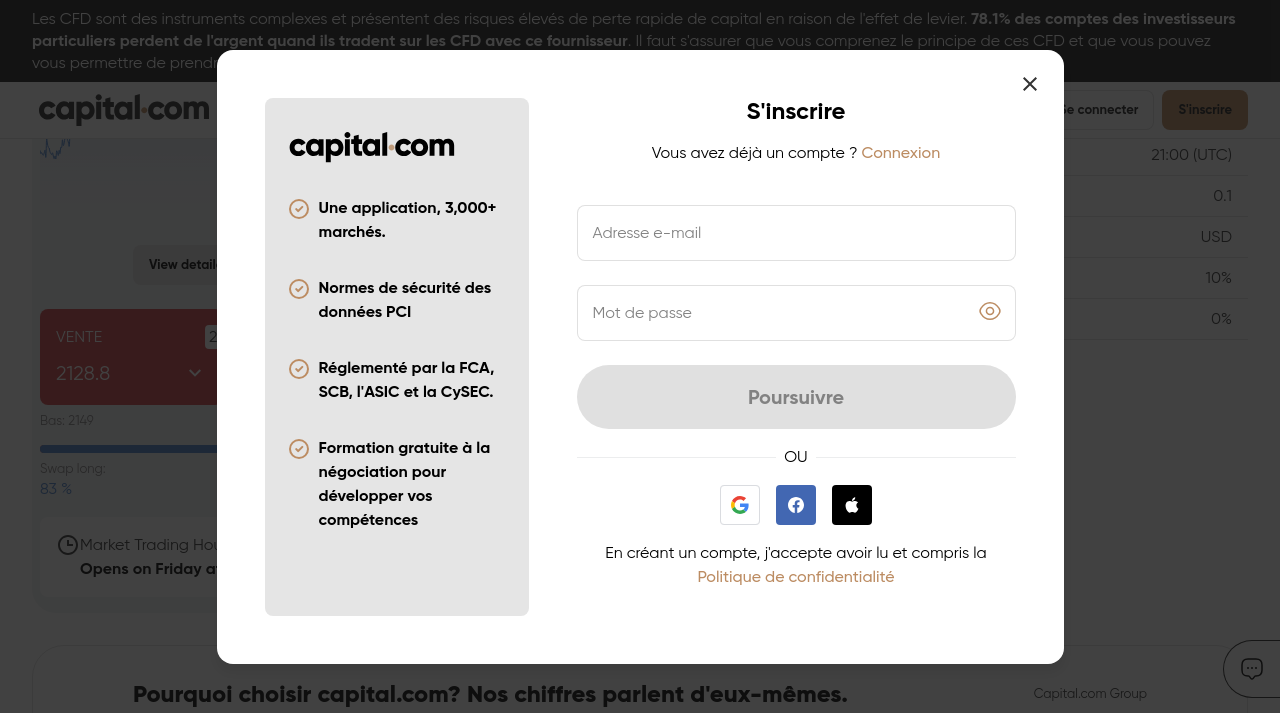 Les CFD sont des instruments complexes et présentent des risques élevés de perte rapide de capital en raison de l'effet de levier. 78.1% des comptes des investisseurs
particuliers perdent de l'argent quand ils tradent sur les CFD avec ce fournisseur. Il faut s'assurer que vous comprenez le principe de ces CFD et que vous pouvez
vous permettre de prendr
capital.com
Se connecter
S'inscrire
21:00 (UTC)
0.1
USD
10%
0%
View detail
VENTE
2128.8
Bas: 2149
Swap long:
83 %
Market Trading Hou
Opens on Friday a
capital.com
Une application, 3,000+
marchés.
Normes de sécurité des
données PCI
Réglementé par la FCA,
SCB, l'ASIC et la CySEC.
Formation gratuite à la
négociation pour
développer vos
compétences
S'inscrire
Vous avez déjà un compte ? Connexion
Adresse e-mail
Mot de passe
Poursuivre
OU
En créant un compte, j'accepte avoir lu et compris la
Politique de confidentialité
Pourquoi choisir capital.com? Nos chiffres parlent d'eux-mêmes.
Capital.com Group